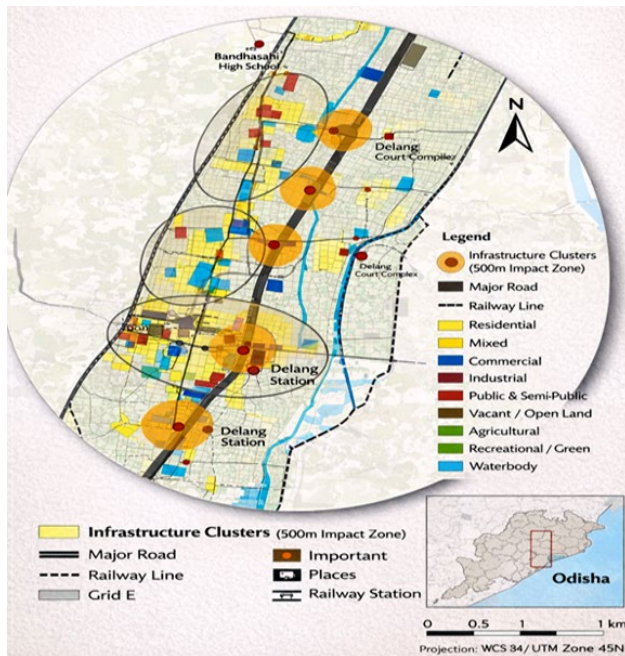 Bandhasahi
High School
N
Delang
Court Compilez
Delang
Court Complex
Delang
Station
Delang
Station
Legend
Infrastructure Clusters
(500m Impact Zone)
Major Road
Railway Line
Residential
Mixed
Commercial
Industrial
Public & Semi-Public
Vacant / Open Land
Agricultural
Recreational / Green
Waterbody
Infrastructure Clusters (500m Impact Zone)
Major Road
Railway Line
Grid E
Important
Places
Railway Station
Odisha
0 0.5 1 1 km
Projection: WCS 34 / UTM Zone 45N